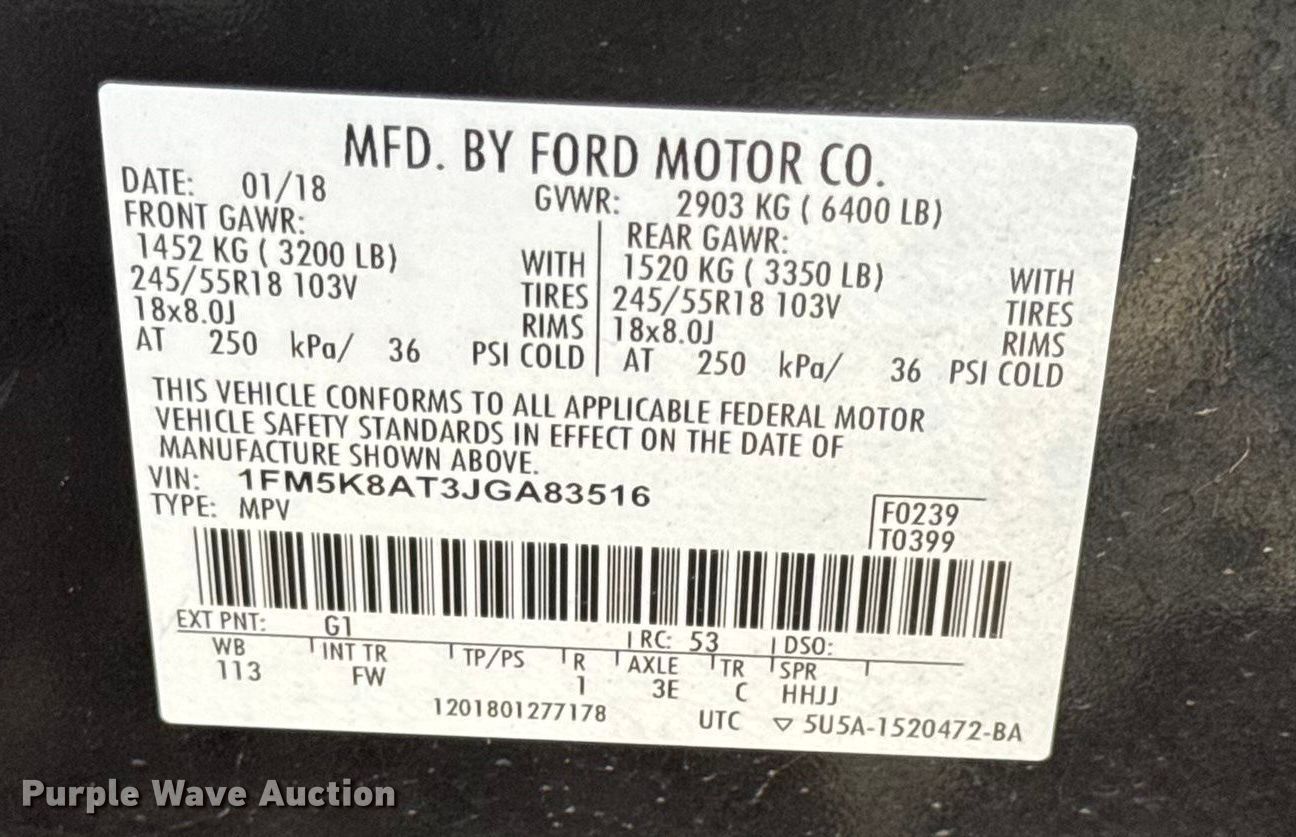 MFD. BY FORD MOTOR CO.
DATE: 01/18 GVWR: 2903 KG ( 6400 LB)
FRONT GAWR:
1452 KG ( 3200 LB) WITH
245/55R18 103V TIRES
18x8.0J RIMS
AT 250 kPa/ 36 PSI COLD
REAR GAWR:
1520 KG ( 3350 LB) WITH
245/55R18 103V TIRES
18x8.0J RIMS
AT 250 kPa/ 36 PSI COLD
THIS VEHICLE CONFORMS TO ALL APPLICABLE FEDERAL MOTOR
VEHICLE SAFETY STANDARDS IN EFFECT ON THE DATE OF
MANUFACTURE SHOWN ABOVE.
VIN: 1FM5K8AT3JGA83516
TYPE: MPV
F0239
T0399
EXT PNT: G1 RC: 53 DSO:
WB INT TR TP/PS R AXLE TR SPR
113 FW 1 3E C HHJJ
1201801277178 UTC ▽ 5U5A-1520472-BA
Purple Wave Auction